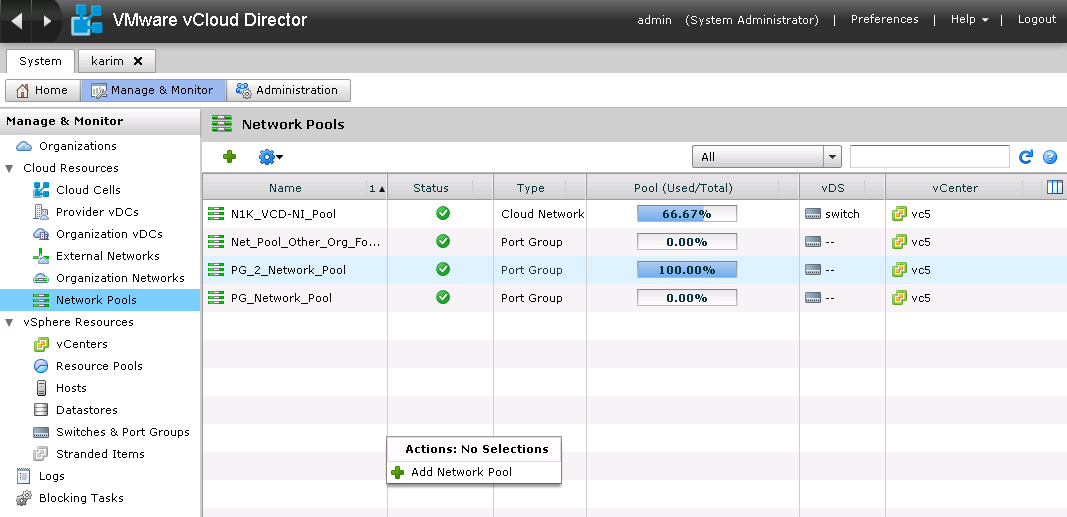 VMware vCloud Director
admin (System Administrator) | Preferences | Help | Logout
System karim
Home Manage & Monitor Administration
Manage & Monitor
Organizations
Cloud Resources
Cloud Cells
Provider vDCs
Organization vDCs
External Networks
Organization Networks
Network Pools
vSphere Resources
vCenters
Resource Pools
Hosts
Datastores
Switches & Port Groups
Stranded Items
Logs
Blocking Tasks
Network Pools
All
Name 1 Status Type Pool (Used/Total) vDS vCenter
N1K_VCD-NI_Pool Cloud Network 66.67% switch vc5
Net_Pool_Other_Org_Fo... Port Group 0.00% -- vc5
PG_2_Network_Pool Port Group 100.00% -- vc5
PG_Network_Pool Port Group 0.00% -- vc5
Actions: No Selections
Add Network Pool